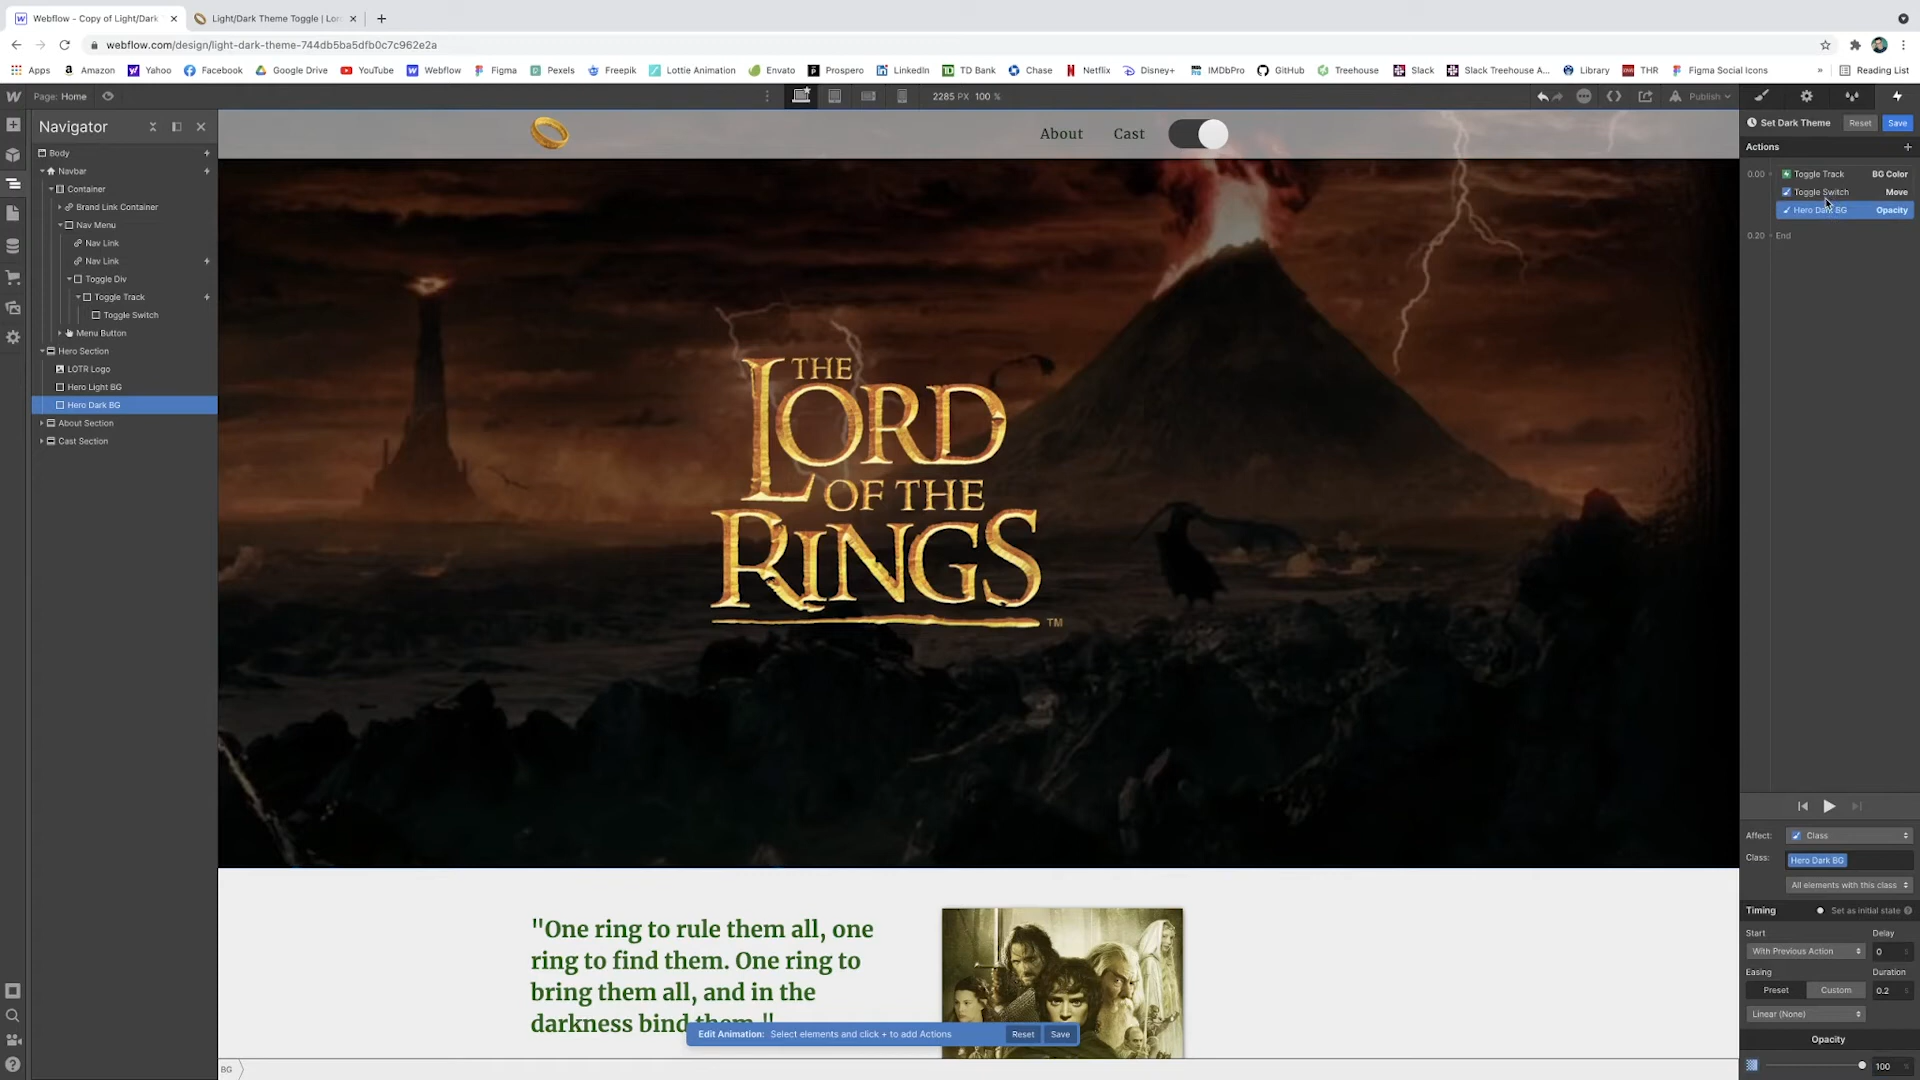 Webflow - Copy of Light/Dark
Light/Dark Theme Toggle | Lor
webflow.com/design/light-dark-theme-744db5ba5dfb0c7c962e2a
Apps
Amazon
Yahoo
Facebook
Google Drive
YouTube
Webflow
Figma
Pexels
Freepik
Lottie Animation
Envato
Prospero
LinkedIn
TD Bank
Chase
Netflix
Disney+
IMDbPro
GitHub
Treehouse
Slack
Slack Treehouse A...
Library
THR
Figma Social Icons
»
Reading List
Page: Home
2285 PX 100 %
Publish
Navigator
Body
Navbar
Container
Brand Link Container
Nav Menu
Nav Link
Nav Link
Toggle Div
Toggle Track
Toggle Switch
Menu Button
Hero Section
LOTR Logo
Hero Light BG
Hero Dark BG
About Section
Cast Section
About
Cast
THE
LORD
OF THE
RINGS
TM
"One ring to rule them all, one
ring to find them. One ring to
bring them all, and in the
darkness bind them."
Edit Animation: Select elements and click + to add Actions
Reset
Save
BG
Set Dark Theme
Reset
Save
Actions
0.00
Toggle Track BG Color
Toggle Switch Move
Hero Dark BG Opacity
0.20 End
Affect: Class
Class: Hero Dark BG
All elements with this class
Timing
Set as initial state
Start
Delay
With Previous Action
0
Easing
Duration
Preset
Custom
0.2
Linear (None)
Opacity
100